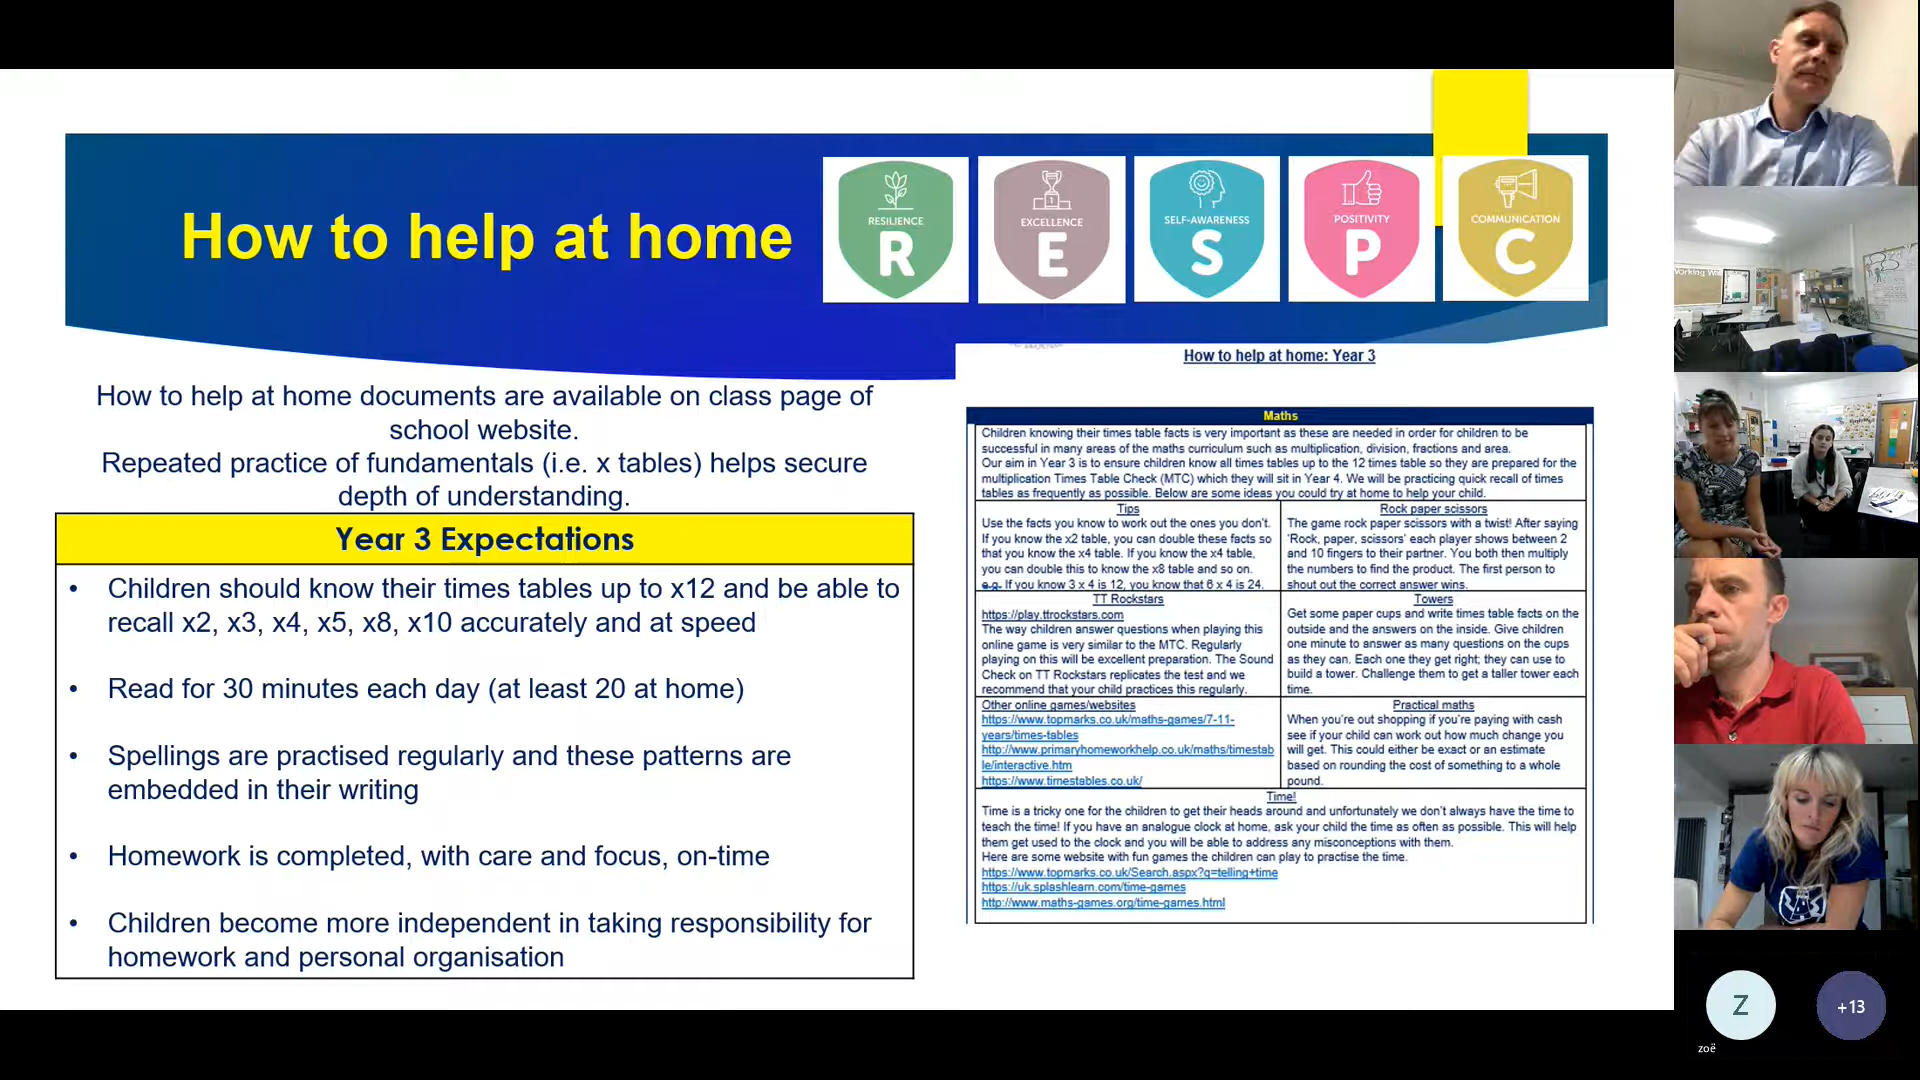 How to help at home
RESILIENCE
R
EXCELLENCE
E
SELF-AWARENESS
S
POSITIVITY
P
COMMUNICATION
C
How to help at home documents are available on class page of
school website.
Repeated practice of fundamentals (i.e. x tables) helps secure
depth of understanding.
Year 3 Expectations
• Children should know their times tables up to x12 and be able to
recall x2, x3, x4, x5, x8, x10 accurately and at speed
• Read for 30 minutes each day (at least 20 at home)
• Spellings are practised regularly and these patterns are
embedded in their writing
• Homework is completed, with care and focus, on-time
• Children become more independent in taking responsibility for
homework and personal organisation
How to help at home: Year 3
Maths
Children knowing their times table facts is very important as these are needed in order for children to be
successful in many areas of the maths curriculum such as multiplication, division, fractions and area.
Our aim in Year 3 is to ensure children know all times tables up to the 12 times table so they are prepared for the
multiplication Times Table Check (MTC) which they will sit in Year 4. We will be practicing quick recall of times
tables as frequently as possible. Below are some ideas you could try at home to help your child.
Tips
Use the facts you know to work out the ones you don't.
If you know the x2 table, you can double these facts so
that you know the x4 table. If you know the x4 table,
you can double this to know the x8 table and so on.
e.g. If you know 3 x 4 is 12, you know that 6 x 4 is 24.
Rock paper scissors
The game rock paper scissors with a twist! After saying
'Rock, paper, scissors' each player shows between 2
and 10 fingers to their partner. You both then multiply
the numbers to find the product. The first person to
shout out the correct answer wins.
TT Rockstars
https://play.ttrockstars.com
The way children answer questions when playing this
online game is very similar to the MTC. Regularly
playing on this will be excellent preparation. The Sound
Check on TT Rockstars replicates the test and we
recommend that your child practices this regularly.
Towers
Get some paper cups and write times table facts on the
outside and the answers on the inside. Give children
one minute to answer as many questions on the cups
as they can. Each one they get right; they can use to
build a tower. Challenge them to get a taller tower each
time.
Other online games/websites
https://www.topmarks.co.uk/maths-games/7-11-
years/times-tables
http://www.primaryhomeworkhelp.co.uk/maths/timestab
le/interactive.htm
https://www.timestables.co.uk/
Practical maths
When you're out shopping if you're paying with cash
see if your child can work out how much change you
will get. This could either be exact or an estimate
based on rounding the cost of something to a whole
pound.
Time!
Time is a tricky one for the children to get their heads around and unfortunately we don't always have the time to
teach the time! If you have an analogue clock at home, ask your child the time as often as possible. This will help
them get used to the clock and you will be able to address any misconceptions with them.
Here are some website with fun games the children can play to practise the time.
https://www.topmarks.co.uk/Search.aspx?q=telling+time
https://uk.splashlearn.com/time-games
http://www.maths-games.org/time-games.html
Working
Z
zoë
+13